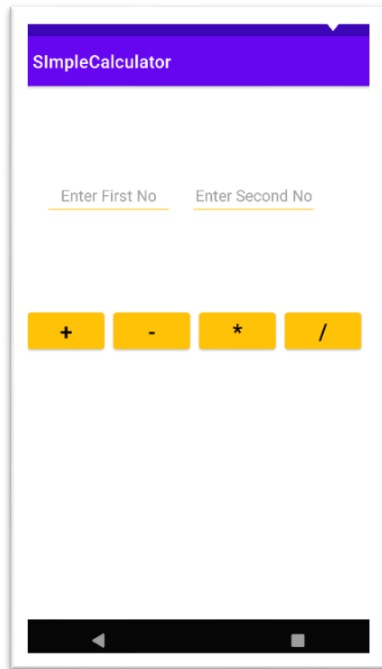 SImpleCalculator
Enter First No Enter Second No
+ - * /